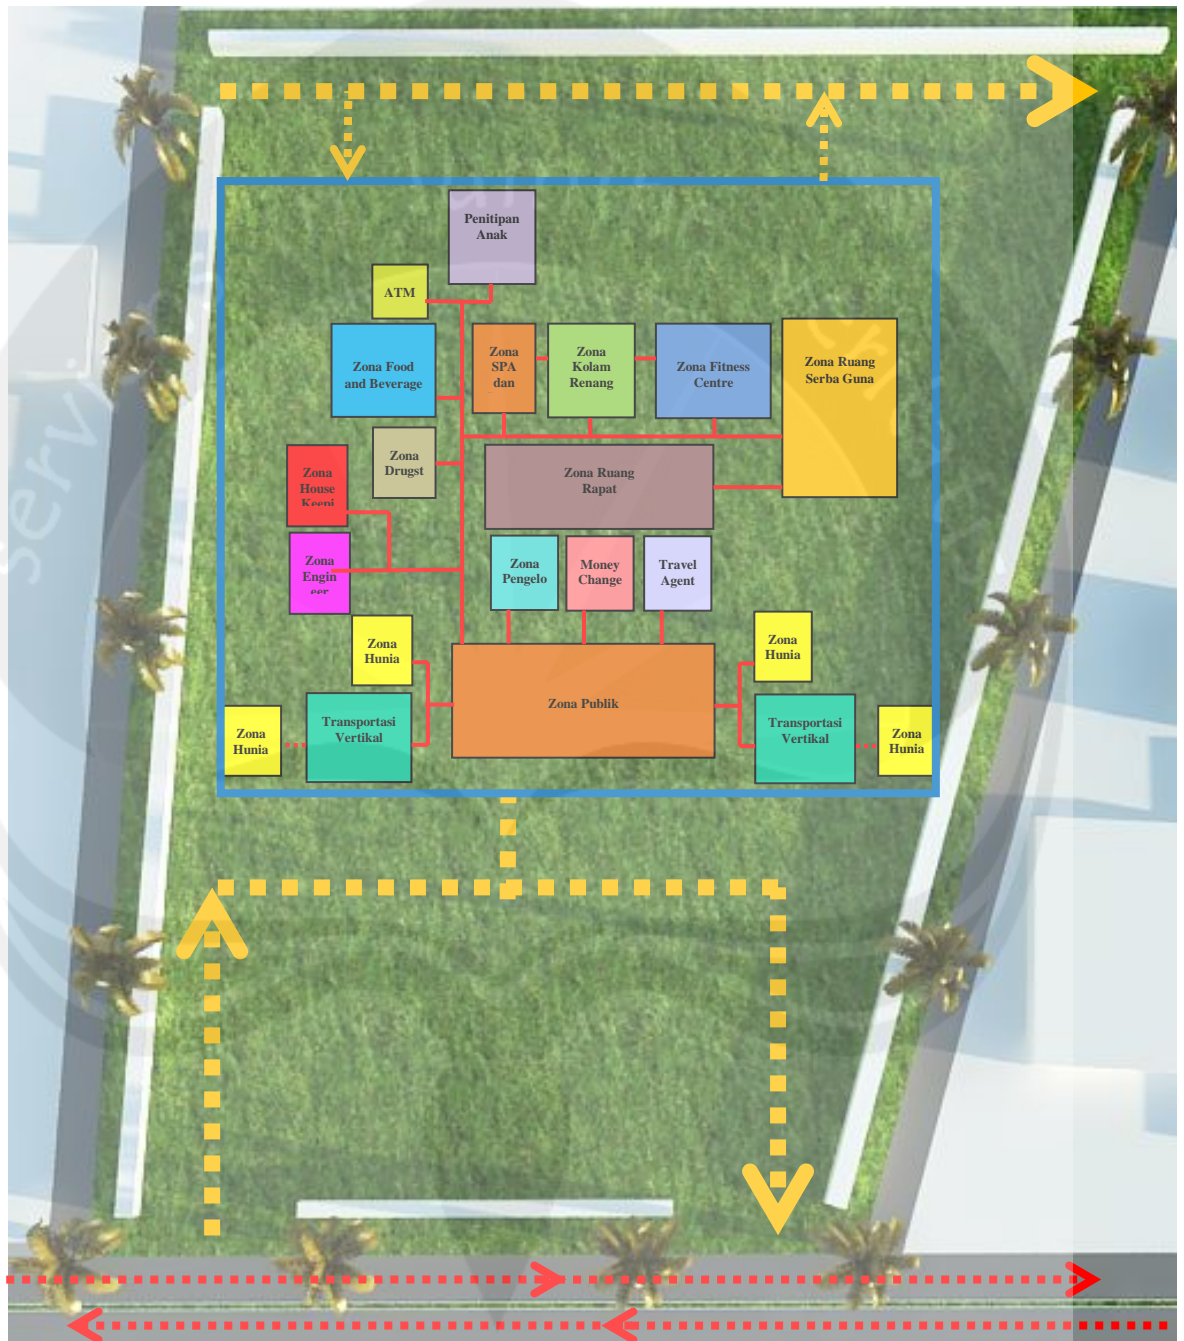 Penitipan
Anak
ATM
Zona Food
and Beverage
Zona
SPA
dan
Zona
Kolam
Renang
Zona Fitness
Centre
Zona Ruang
Serba Guna
Zona
Drugst
Zona
House
Keepi
Zona Ruang
Rapat
Zona
Engin
eer
Zona
Pengelo
Money
Change
Travel
Agent
Zona
Hunia
Zona
Hunia
Zona Publik
Transportasi
Vertikal
Transportasi
Vertikal
Zona
Hunia
Zona
Hunia